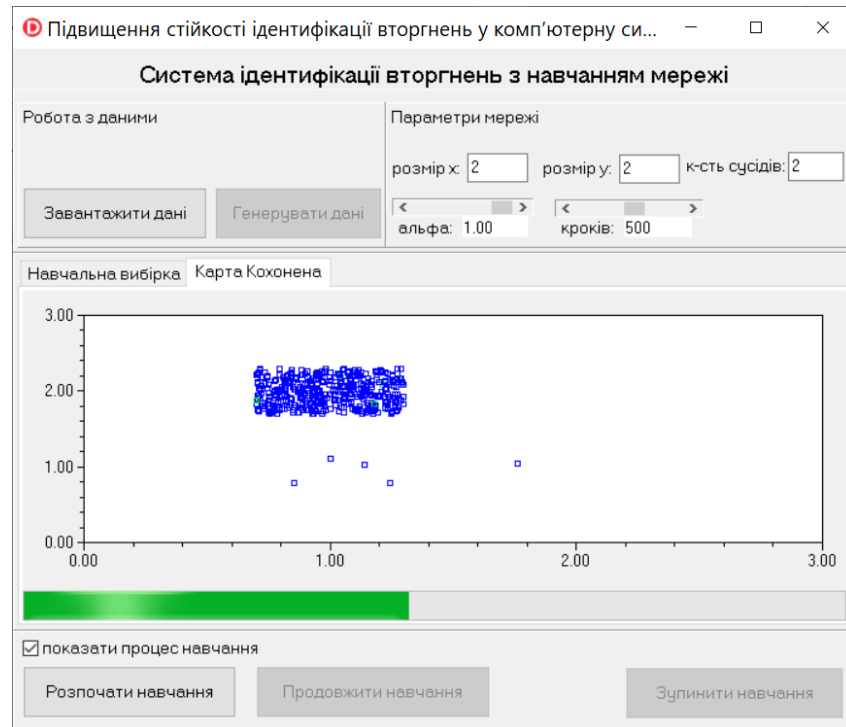 Підвищення стійкості ідентифікації вторгнень у комп’ютерну си...
Система ідентифікації вторгнень з навчанням мережі
Робота з даними
Завантажити дані
Генерувати дані
Параметри мережі
розмір x: 2
розмір y: 2
к-сть сусідів: 2
альфа: 1.00
кроків: 500
Навчальна вибірка
Карта Кохонена
3.00
2.00
1.00
0.00
0.00 1.00 2.00 3.00
показати процес навчання
Розпочати навчання
Продовжити навчання
Зупинити навчання